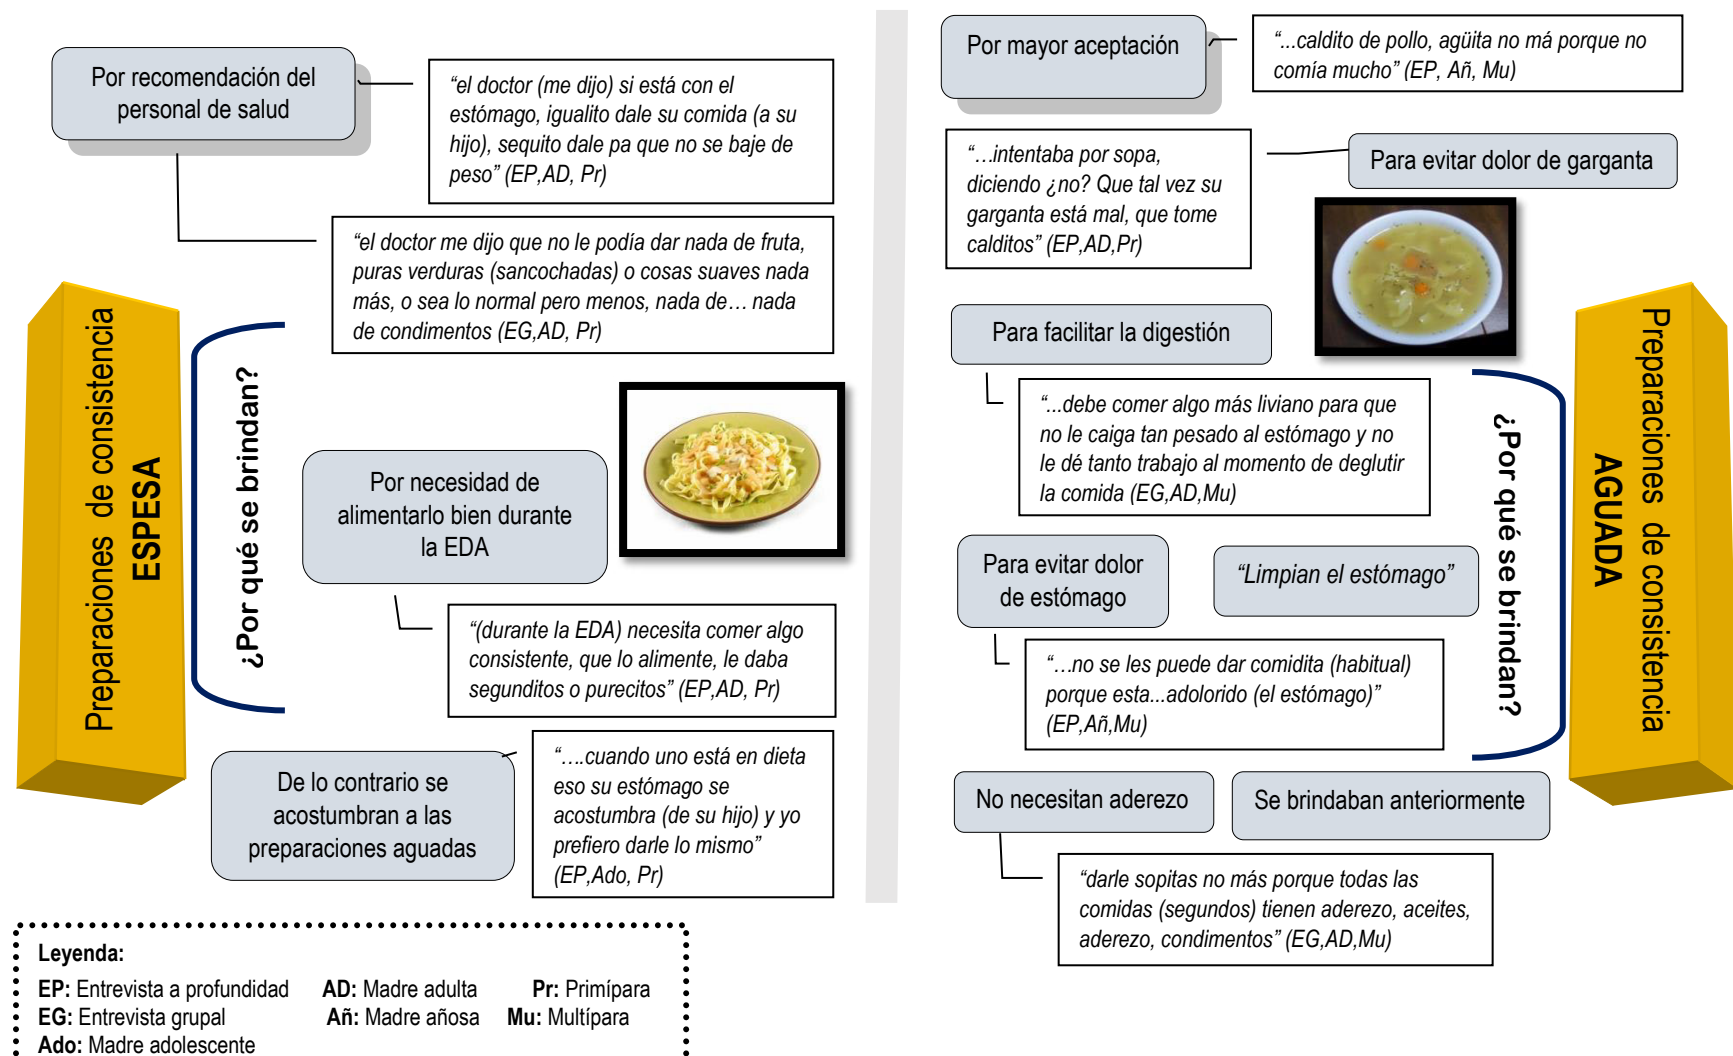 Preparaciones de consistencia
ESPESA
¿Por qué se brindan?
Por recomendación del
personal de salud
“el doctor (me dijo) si está con el
estómago, igualito dale su comida (a su
hijo), sequito dale pa que no se baje de
peso” (EP,AD, Pr)
“el doctor me dijo que no le podía dar nada de fruta,
puras verduras (sancochadas) o cosas suaves nada
más, o sea lo normal pero menos, nada de… nada
de condimentos (EG,AD, Pr)
Por necesidad de
alimentarlo bien durante
la EDA
“(durante la EDA) necesita comer algo
consistente, que lo alimente, le daba
segunditos o purecitos” (EP,AD, Pr)
De lo contrario se
acostumbran a las
preparaciones aguadas
“….cuando uno está en dieta
eso su estómago se
acostumbra (de su hijo) y yo
prefiero darle lo mismo”
(EP,Ado, Pr)
Por mayor aceptación
“...caldito de pollo, agüita no má porque no
comía mucho” (EP, Añ, Mu)
“…intentaba por sopa,
diciendo ¿no? Que tal vez su
garganta está mal, que tome
calditos” (EP,AD,Pr)
Para evitar dolor de garganta
Para facilitar la digestión
“...debe comer algo más liviano para que
no le caiga tan pesado al estómago y no
le dé tanto trabajo al momento de deglutir
la comida (EG,AD,Mu)
Para evitar dolor
de estómago
“Limpian el estómago”
“…no se les puede dar comidita (habitual)
porque esta...adolorido (el estómago)”
(EP,Añ,Mu)
No necesitan aderezo
Se brindaban anteriormente
“darle sopitas no más porque todas las
comidas (segundos) tienen aderezo, aceites,
aderezo, condimentos” (EG,AD,Mu)
¿Por qué se brindan?
Preparaciones de consistencia
AGUADA
Leyenda:
EP: Entrevista a profundidad AD: Madre adulta Pr: Primípara
EG: Entrevista grupal Añ: Madre añosa Mu: Multípara
Ado: Madre adolescente